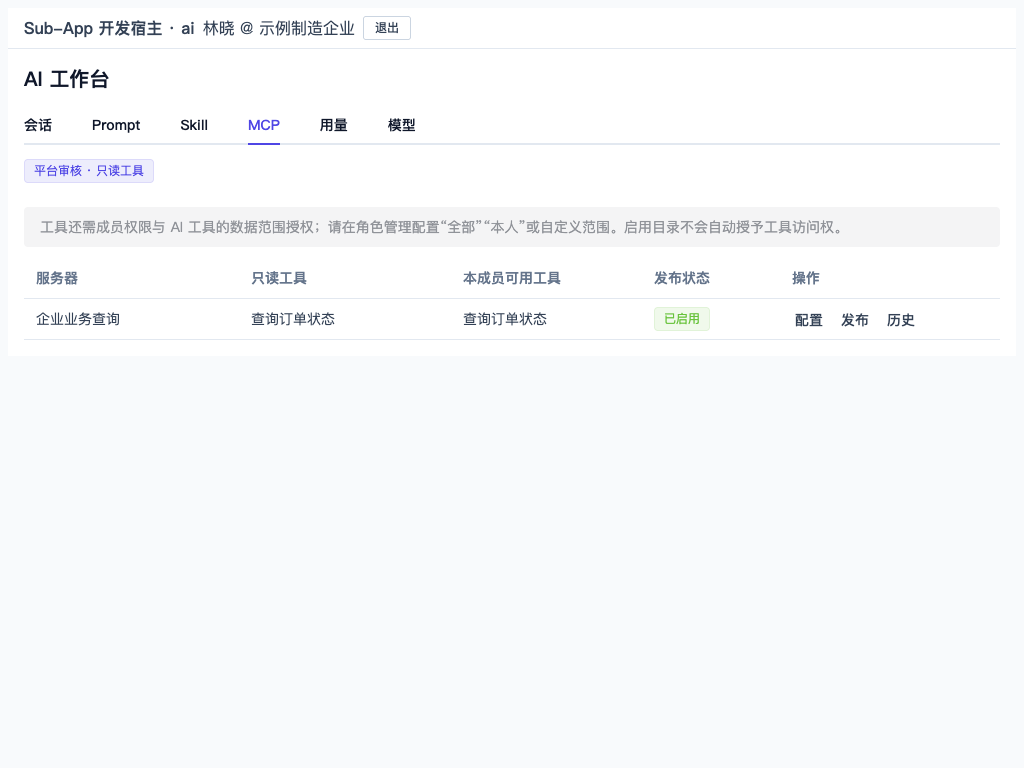 Sub-App 开发宿主 · ai 林晓 @ 示例制造企业 退出
AI 工作台
会话 Prompt Skill MCP 用量 模型
平台审核 · 只读工具
工具还需成员权限与 AI 工具的数据范围授权；请在角色管理配置“全部”“本人”或自定义范围。启用目录不会自动授予工具访问权。
服务器 只读工具 本成员可用工具 发布状态 操作
企业业务查询 查询订单状态 查询订单状态 已启用 配置 发布 历史